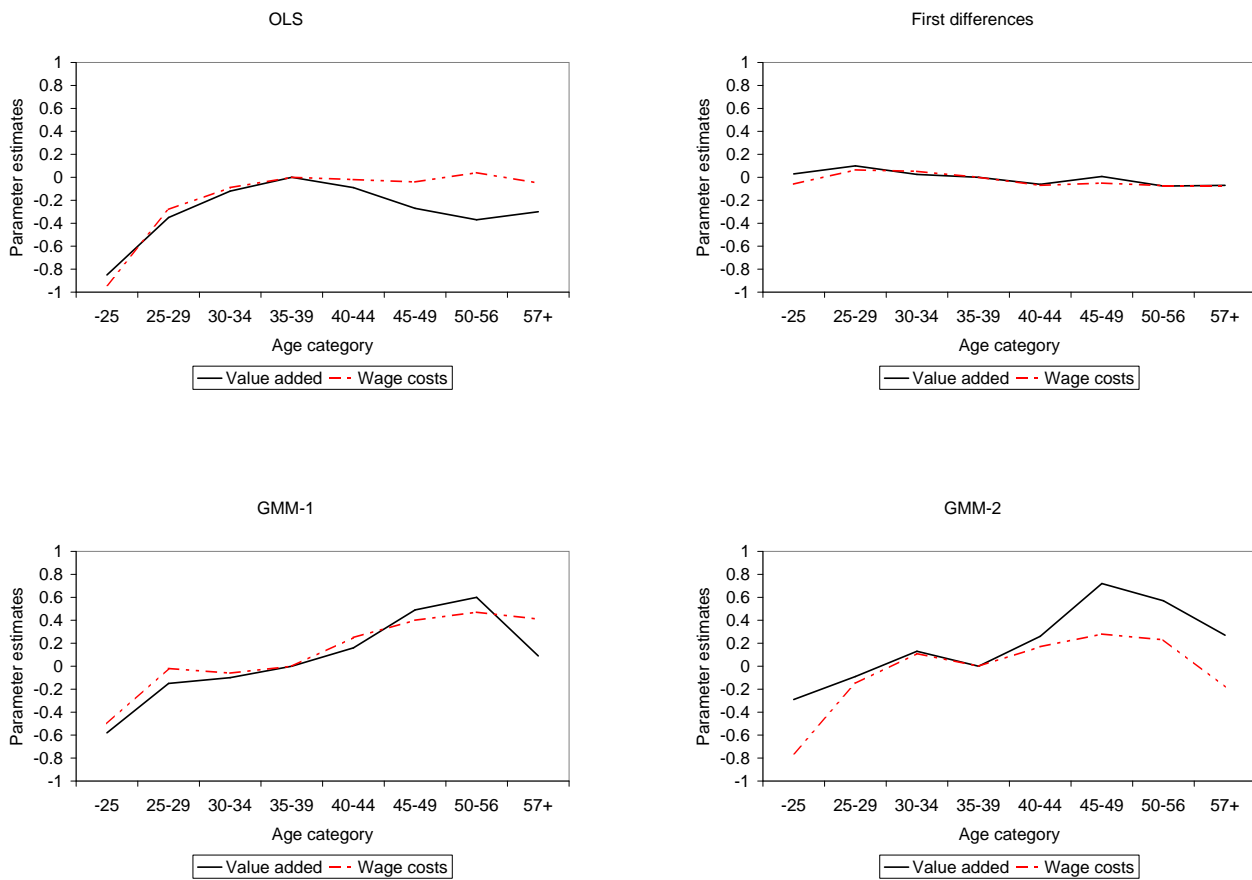 OLS
Parameter estimates
1
0.8
0.6
0.4
0.2
0
-0.2
-0.4
-0.6
-0.8
-1
-25 25-29 30-34 35-39 40-44 45-49 50-56 57+
Age category
Value added Wage costs
First differences
Parameter estimates
1
0.8
0.6
0.4
0.2
0
-0.2
-0.4
-0.6
-0.8
-1
-25 25-29 30-34 35-39 40-44 45-49 50-56 57+
Age category
Value added Wage costs
GMM-1
Parameter estimates
1
0.8
0.6
0.4
0.2
0
-0.2
-0.4
-0.6
-0.8
-1
-25 25-29 30-34 35-39 40-44 45-49 50-56 57+
Age category
Value added Wage costs
GMM-2
Parameter estimates
1
0.8
0.6
0.4
0.2
0
-0.2
-0.4
-0.6
-0.8
-1
-25 25-29 30-34 35-39 40-44 45-49 50-56 57+
Age category
Value added Wage costs